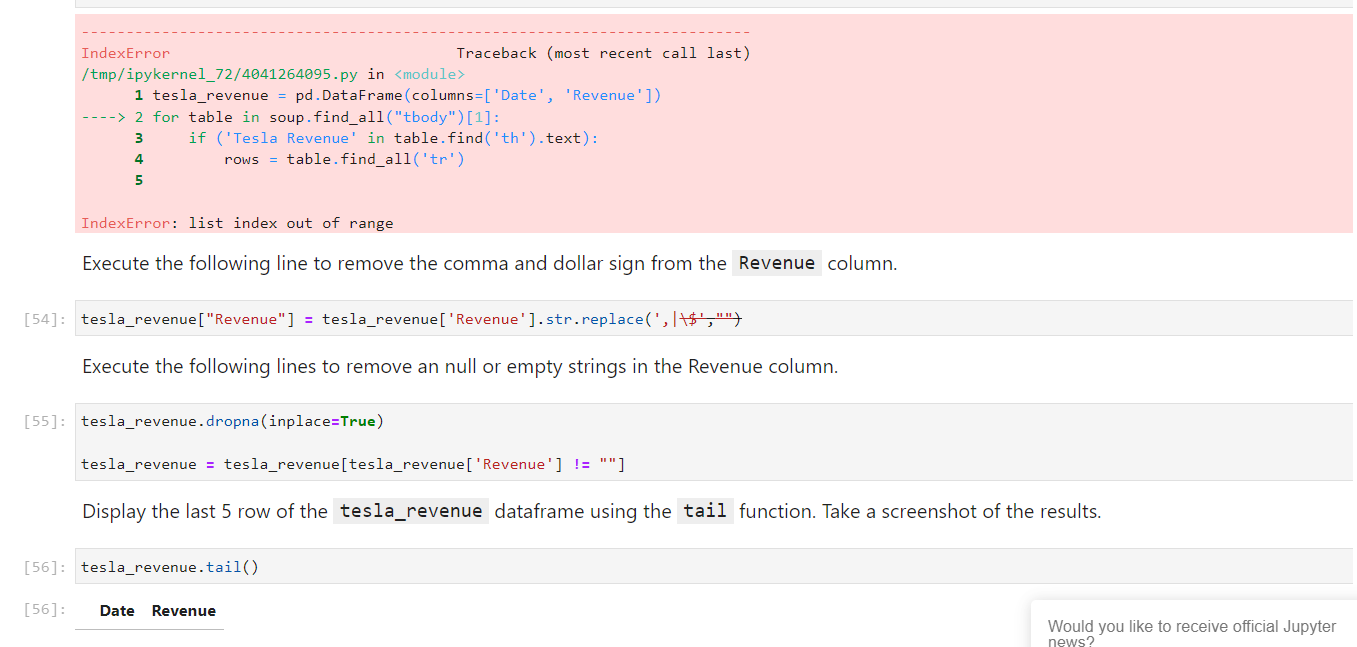 ---------------------------------------------------------------------------
IndexError                                Traceback (most recent call last)
/tmp/ipykernel_72/4041264095.py in <module>
      1 tesla_revenue = pd.DataFrame(columns=['Date', 'Revenue'])
----> 2 for table in soup.find_all("tbody")[1]:
      3     if ('Tesla Revenue' in table.find('th').text):
      4         rows = table.find_all('tr')
      5
IndexError: list index out of range
Execute the following line to remove the comma and dollar sign from the Revenue column.
[54]: tesla_revenue["Revenue"] = tesla_revenue['Revenue'].str.replace(',|\$',"")
Execute the following lines to remove an null or empty strings in the Revenue column.
[55]: tesla_revenue.dropna(inplace=True)
tesla_revenue = tesla_revenue[tesla_revenue['Revenue'] != ""]
Display the last 5 row of the tesla_revenue dataframe using the tail function. Take a screenshot of the results.
[56]: tesla_revenue.tail()
[56]: Date Revenue
Would you like to receive official Jupyter
news?